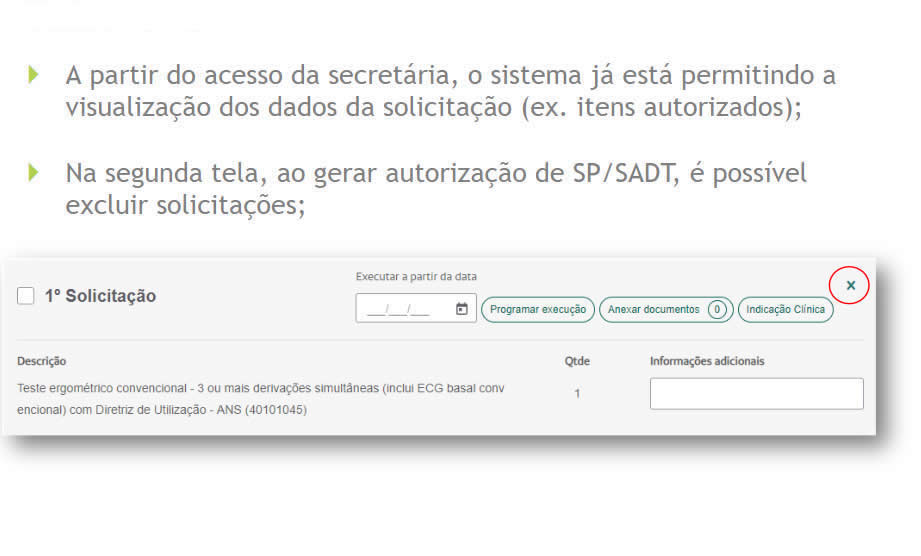 A partir do acesso da secretária, o sistema já está permitindo a
visualização dos dados da solicitação (ex. itens autorizados);
Na segunda tela, ao gerar autorização de SP/SADT, é possível
excluir solicitações;
Executar a partir da data
1º Solicitação
__/__/___
Programar execução
Anexar documentos 0
Indicação Clínica
x
Descrição Qtde Informações adicionais
Teste ergométrico convencional - 3 ou mais derivações simultâneas (inclui ECG basal conv
encional) com Diretriz de Utilização - ANS (40101045)
1